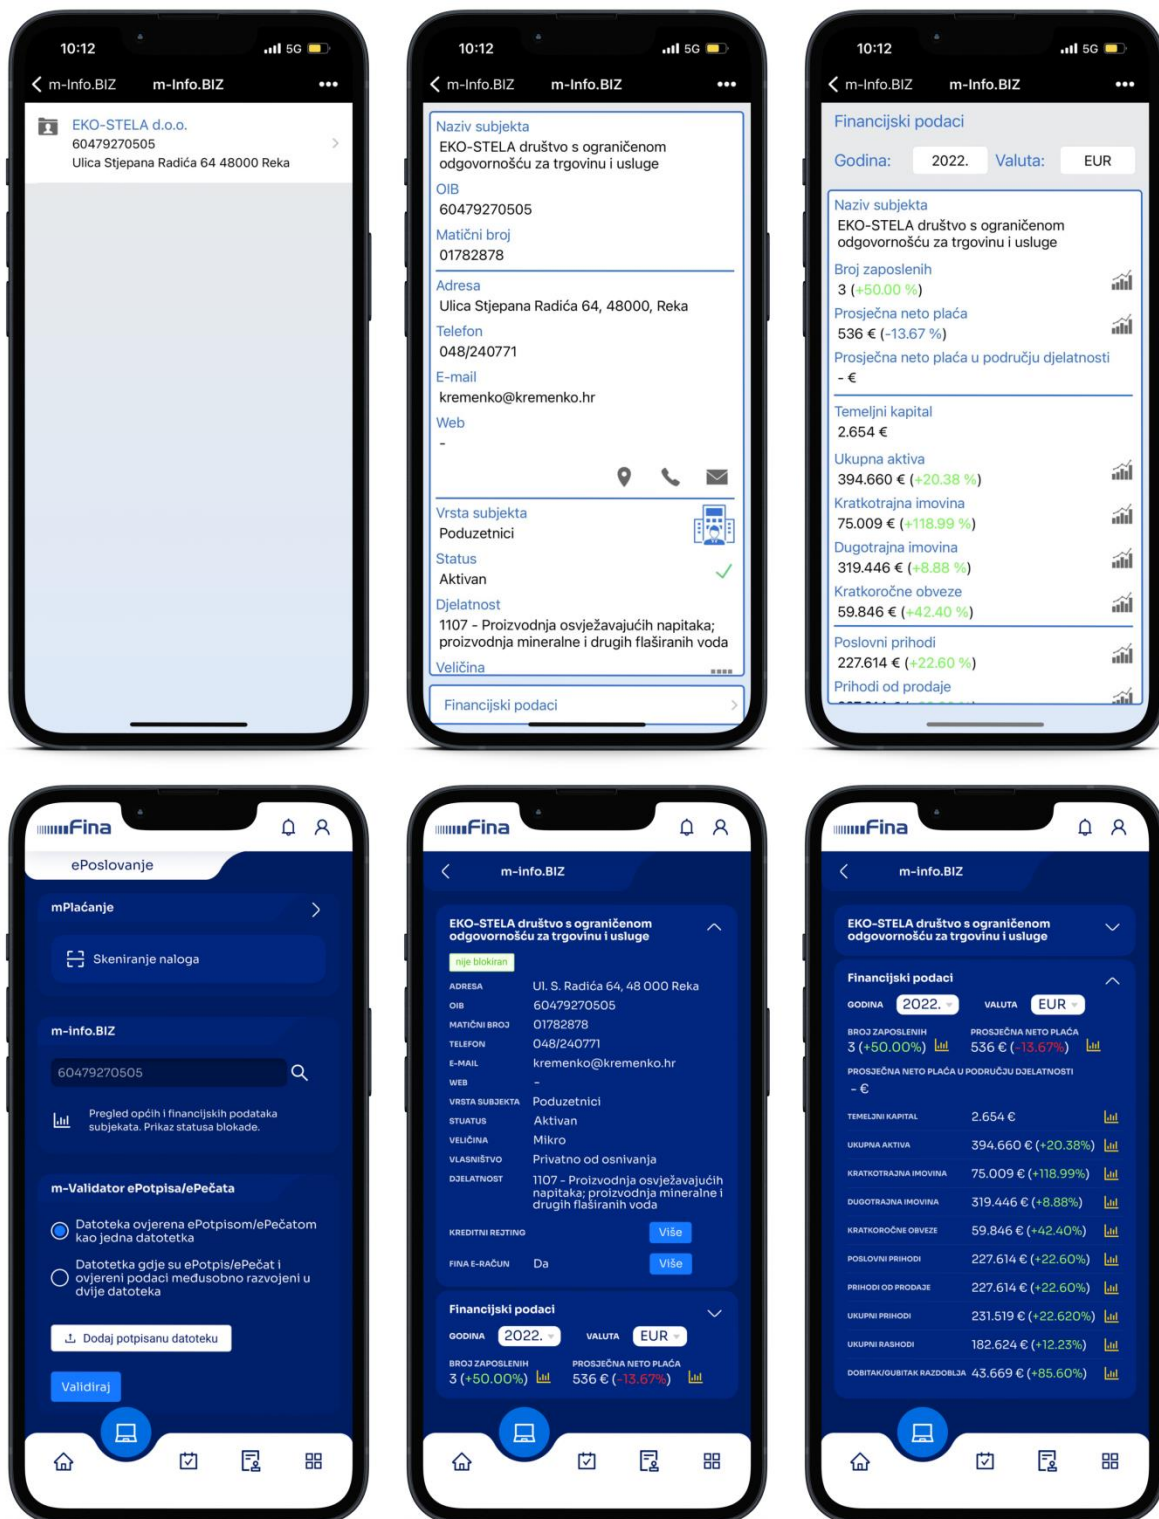 10:12
5G
m-Info.BIZ
m-Info.BIZ
EKO-STELA d.o.o.
60479270505
Ulica Stjepana Radića 64 48000 Reka
10:12
5G
m-Info.BIZ
m-Info.BIZ
Naziv subjekta
EKO-STELA društvo s ograničenom
odgovornošću za trgovinu i usluge
OIB
60479270505
Matični broj
01782878
Adresa
Ulica Stjepana Radića 64, 48000, Reka
Telefon
048/240771
E-mail
kremenko@kremenko.hr
Web
-
Vrsta subjekta
Poduzetnici
Status
Aktivan
Djelatnost
1107 - Proizvodnja osvježavajućih napitaka;
proizvodnja mineralne i drugih flaširanih voda
Veličina
Financijski podaci
10:12
5G
m-Info.BIZ
m-Info.BIZ
Financijski podaci
Godina: 2022. Valuta: EUR
Naziv subjekta
EKO-STELA društvo s ograničenom
odgovornošću za trgovinu i usluge
Broj zaposlenih
3 (+50.00 %)
Prosječna neto plaća
536 € (-13.67 %)
Prosječna neto plaća u području djelatnosti
- €
Temeljni kapital
2.654 €
Ukupna aktiva
394.660 € (+20.38 %)
Kratkotrajna imovina
75.009 € (+118.99 %)
Dugotrajna imovina
319.446 € (+8.88 %)
Kratkoročne obveze
59.846 € (+42.40 %)
Poslovni prihodi
227.614 € (+22.60 %)
Prihodi od prodaje
Fina
ePoslovanje
mPlaćanje
Skeniranje naloga
m-info.BIZ
60479270505
Pregled općih i financijskih podataka
subjekata. Prikaz statusa blokade.
m-Validator ePotpisa/ePečata
Datoteka ovjerena ePotpisom/ePečatom
kao jedna datotetka
Datotetka gdje su ePotpis/ePečat i
ovjereni podaci međusobno razvojeni u
dvije datoteka
Dodaj potpisanu datoteku
Validiraj
Fina
m-info.BIZ
EKO-STELA društvo s ograničenom
odgovornošću za trgovinu i usluge
nije blokiran
ADRESA Ul. S. Radića 64, 48 000 Reka
OIB 60479270505
MATIČNI BROJ 01782878
TELEFON 048/240771
E-MAIL kremenko@kremenko.hr
WEB -
VRSTA SUBJEKTA Poduzetnici
STUATUS Aktivan
VELIČINA Mikro
VLASNIŠTVO Privatno od osnivanja
DJELATNOST 1107 - Proizvodnja osvježavajućih
napitaka; proizvodnja mineralne i
drugih flaširanih voda
KREDITNI REJTING Više
FINA E-RAČUN Da Više
Financijski podaci
GODINA 2022. VALUTA EUR
BROJ ZAPOSLENIH PROSJEČNA NETO PLAĆA
3 (+50.00%) 536 € (-13.67%)
Fina
m-info.BIZ
EKO-STELA društvo s ograničenom
odgovornošću za trgovinu i usluge
Financijski podaci
GODINA 2022. VALUTA EUR
BROJ ZAPOSLENIH PROSJEČNA NETO PLAĆA
3 (+50.00%) 536 € (-13.67%)
PROSJEČNA NETO PLAĆA U PODRUČJU DJELATNOSTI
- €
TEMELJNI KAPITAL 2.654 €
UKUPNA AKTIVA 394.660 € (+20.38%)
KRATKOTRAJNA IMOVINA 75.009 € (+118.99%)
DUGOTRAJNA IMOVINA 319.446 € (+8.88%)
KRATKOROČNE OBVEZE 59.846 € (+42.40%)
POSLOVNI PRIHODI 227.614 € (+22.60%)
PRIHODI OD PRODAJE 227.614 € (+22.60%)
UKUPNI PRIHODI 231.519 € (+22.620%)
UKUPNI RASHODI 182.624 € (+12.23%)
DOBITAK/GUBITAK RAZDOBLJA 43.669 € (+85.60%)